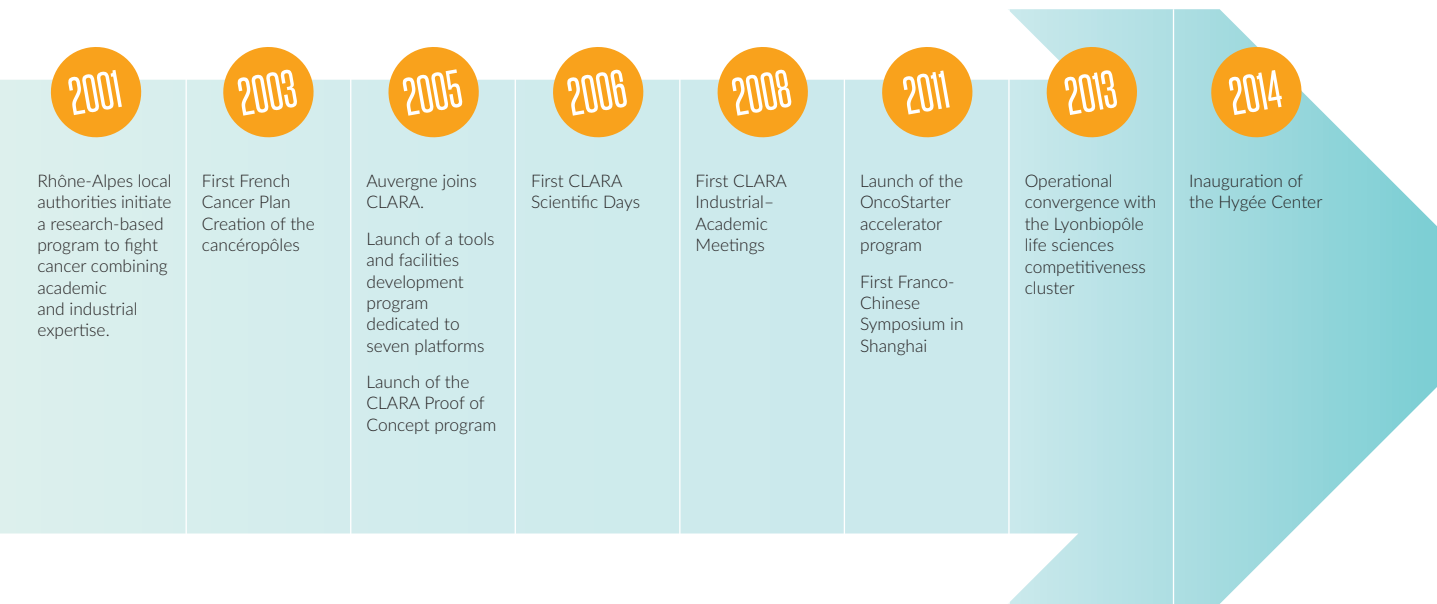 2001
Rhône-Alpes local
authorities initiate
a research-based
program to fight
cancer combining
academic
and industrial
expertise.
2003
First French
Cancer Plan
Creation of the
cancéropôles
2005
Auvergne joins
CLARA.
Launch of a tools
and facilities
development
program
dedicated to
seven platforms
Launch of the
CLARA Proof of
Concept program
2006
First CLARA
Scientific Days
2008
First CLARA
Industrial–
Academic
Meetings
2011
Launch of the
OncoStarter
accelerator
program
First Franco-
Chinese
Symposium in
Shanghai
2013
Operational
convergence with
the Lyonbiopôle
life sciences
competitiveness
cluster
2014
Inauguration of
the Hygée Center